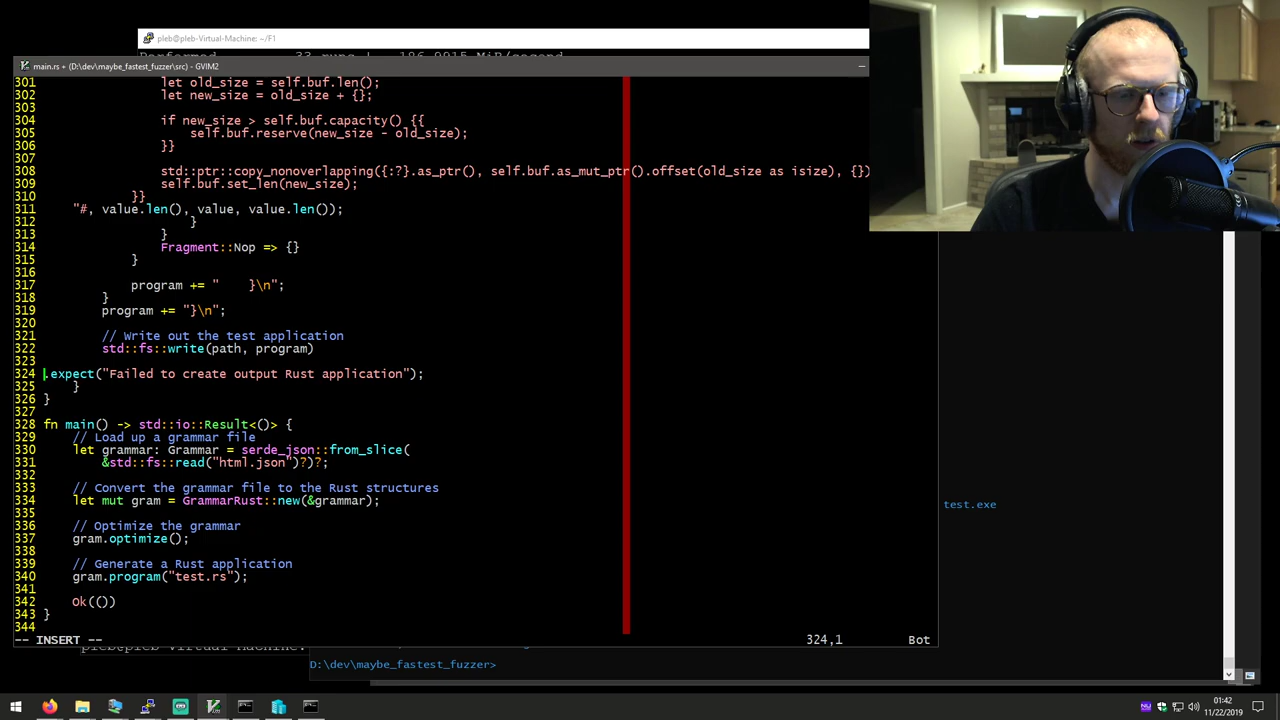 pleb@pleb-Virtual-Machine: ~/F1
main.rs + (D:\dev\maybe_fastest_fuzzer\src) - GVIM2
301 let old_size = self.buf.len();
302 let new_size = old_size + {};
303
304 if new_size > self.buf.capacity() {{
305 self.buf.reserve(new_size - old_size);
306 }}
307
308 std::ptr::copy_nonoverlapping({:?}.as_ptr(), self.buf.as_mut_ptr().offset(old_size as isize), {})
309 self.buf.set_len(new_size);
310 }}
311 "#, value.len(), value, value.len());
312 }
313 }
314 Fragment::Nop => {}
315 }
316
317 program += "    }\n";
318 }
319 program += "}\n";
320
321 // Write out the test application
322 std::fs::write(path, program)
323
324 .expect("Failed to create output Rust application");
325 }
326 }
327
328 fn main() -> std::io::Result<()> {
329 // Load up a grammar file
330 let grammar: Grammar = serde_json::from_slice(
331 &std::fs::read("html.json")?)?;
332
333 // Convert the grammar file to the Rust structures
334 let mut gram = GrammarRust::new(&grammar);
335
336 // Optimize the grammar
337 gram.optimize();
338
339 // Generate a Rust application
340 gram.program("test.rs");
341
342 Ok(())
343 }
344
-- INSERT -- 324,1 Bot
test.exe
D:\dev\maybe_fastest_fuzzer>
01:42
11/22/2019